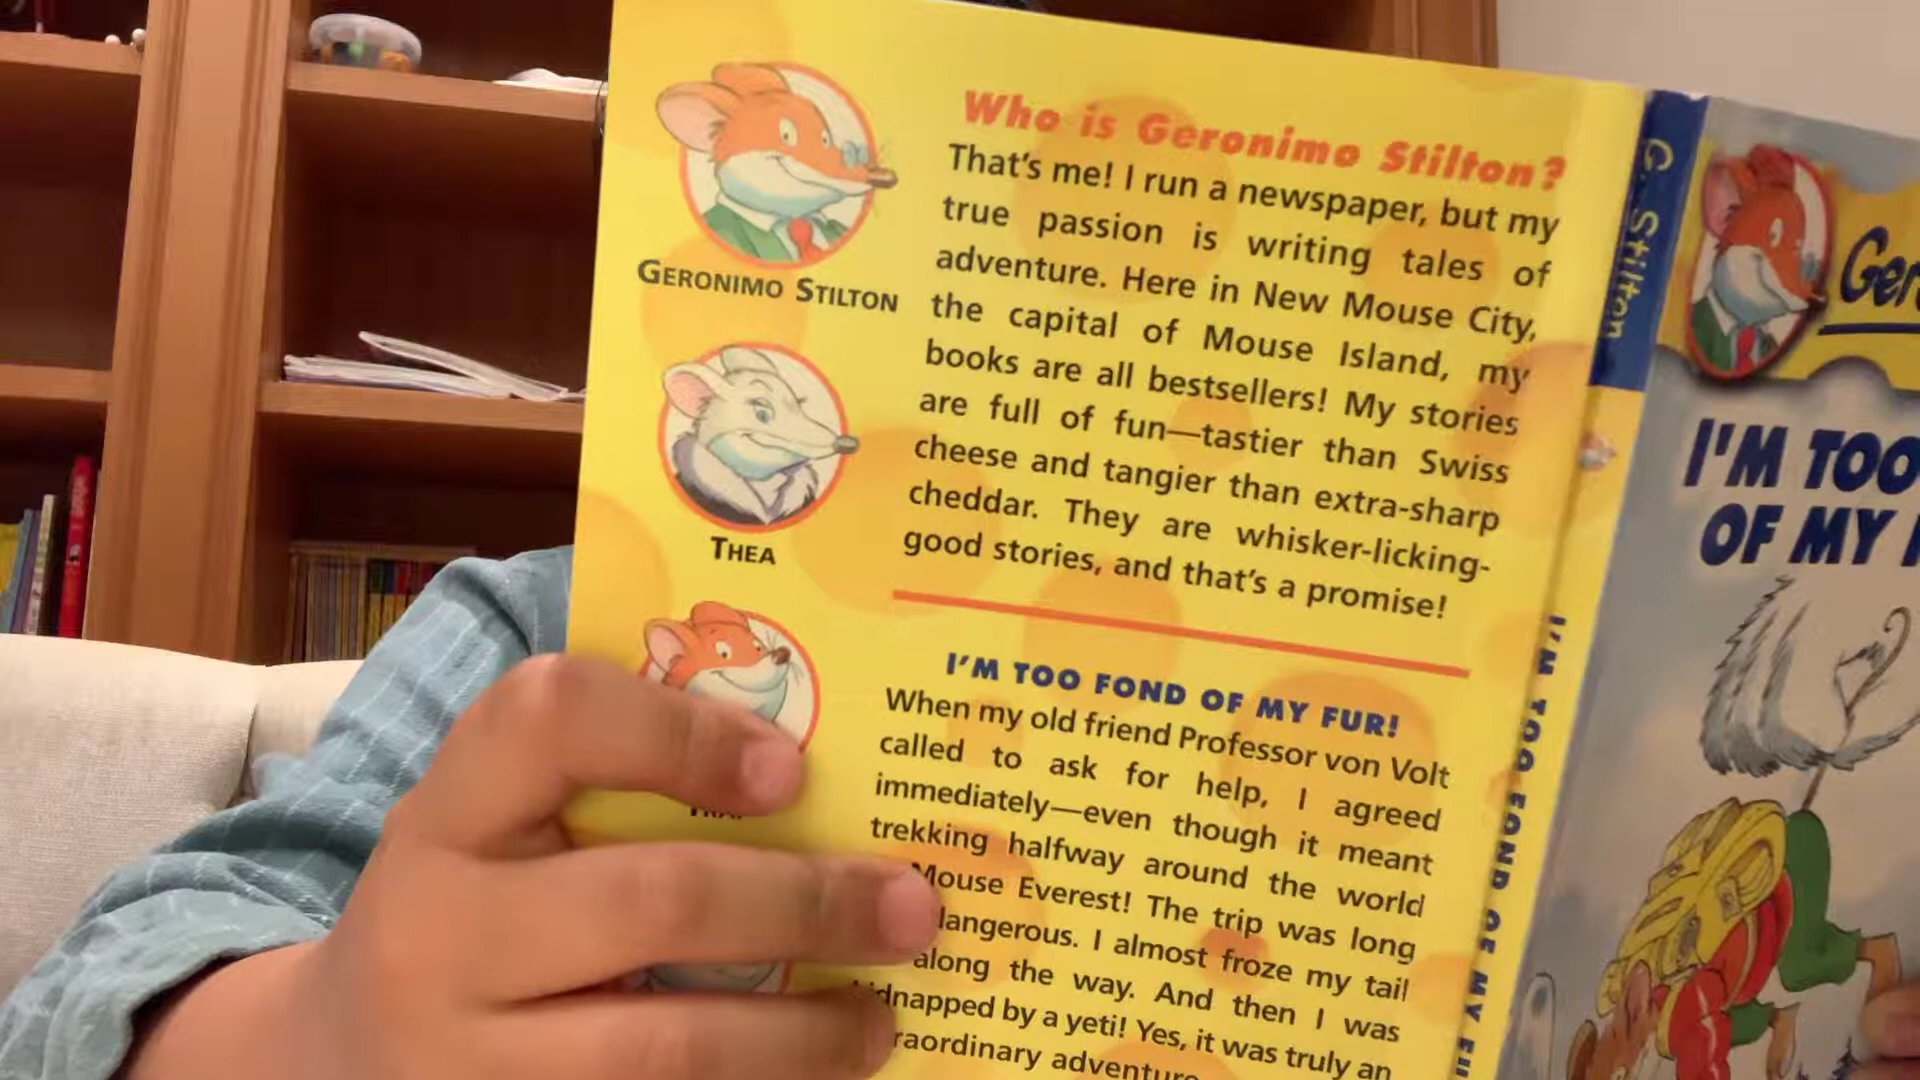 Who is Geronimo Stilton?
That's me! I run a newspaper, but my
true passion is writing tales of
adventure. Here in New Mouse City,
the capital of Mouse Island, my
books are all bestsellers! My stories
are full of fun—tastier than Swiss
cheese and tangier than extra-sharp
cheddar. They are whisker-licking-
good stories, and that's a promise!
GERONIMO STILTON
THEA
I'M TOO FOND OF MY FUR!
When my old friend Professor von Volt
called to ask for help, I agreed
immediately—even though it meant
trekking halfway around the world
Mouse Everest! The trip was long
I almost froze my tail
along the way. And then I was
by a yeti! Yes, it was truly an
G. Stilton
I'M TOO FOND OF MY
I'M TOO
OF MY